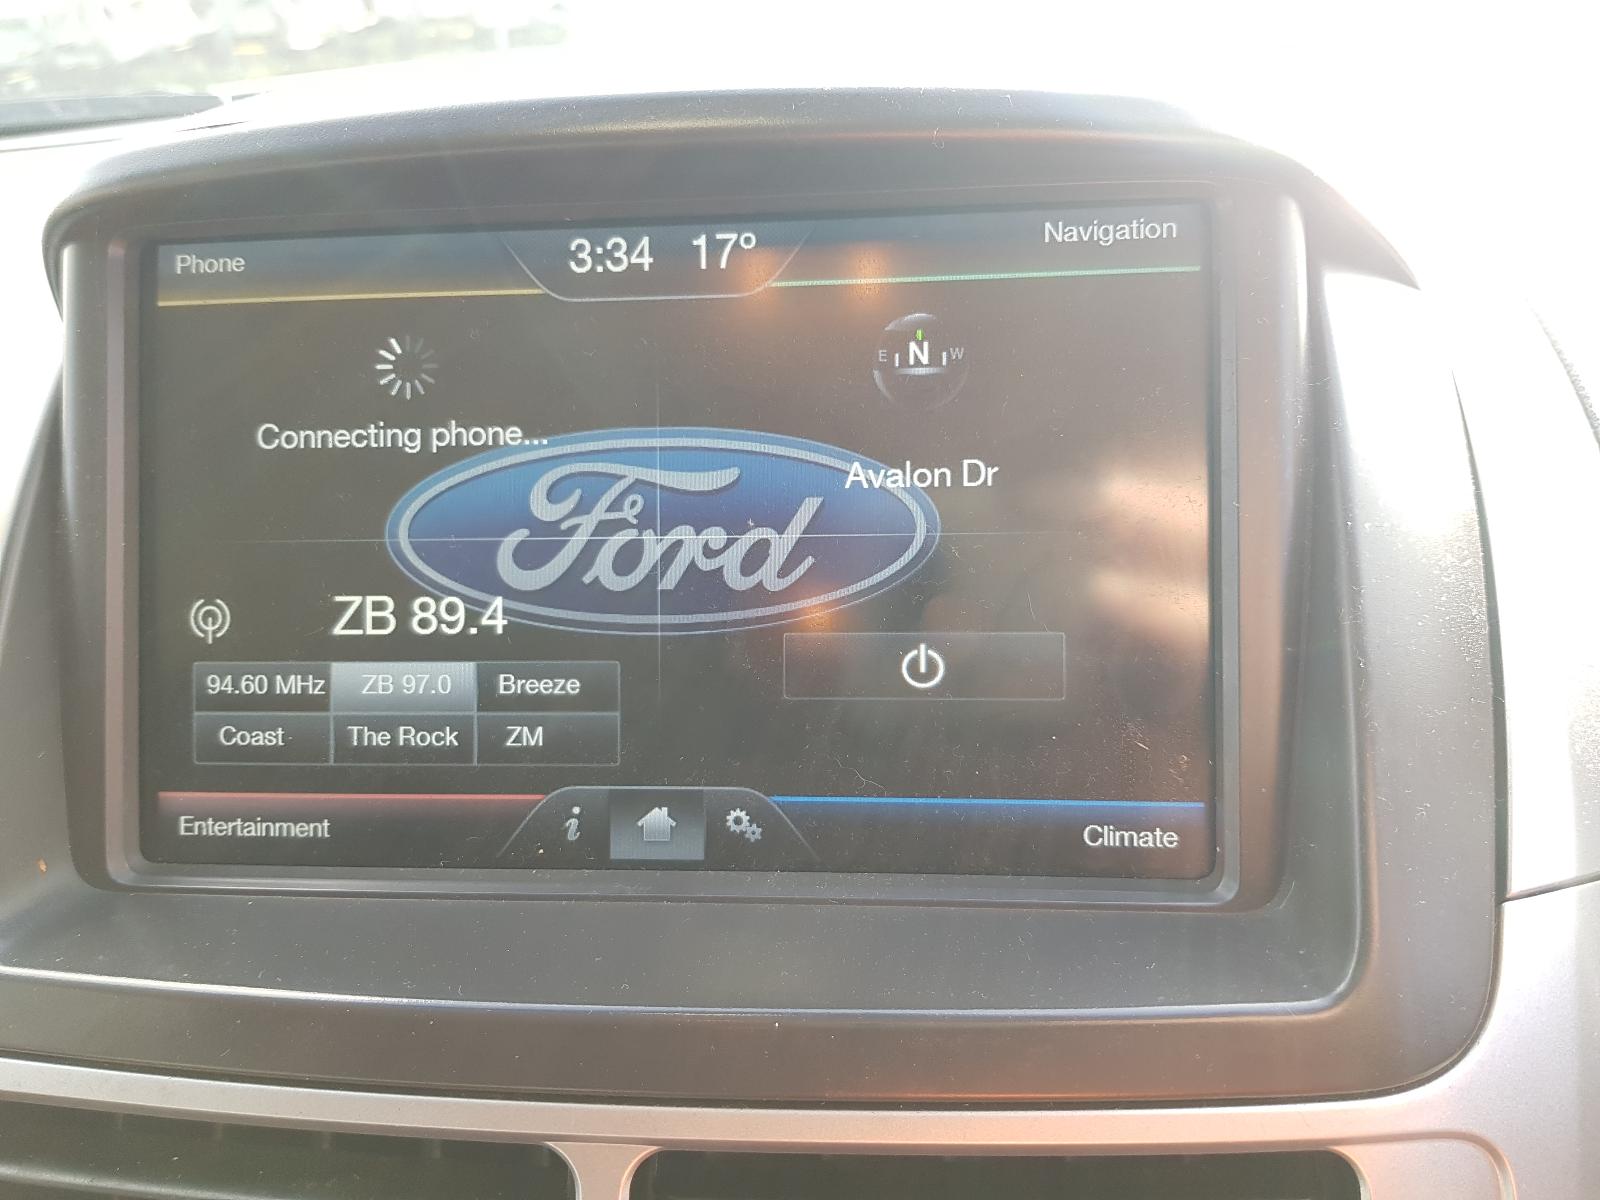 Phone
3:34 17°
Navigation
E N W
Connecting phone...
Avalon Dr
Ford
ZB 89.4
94.60 MHz ZB 97.0 Breeze
Coast The Rock ZM
Entertainment
i
Climate